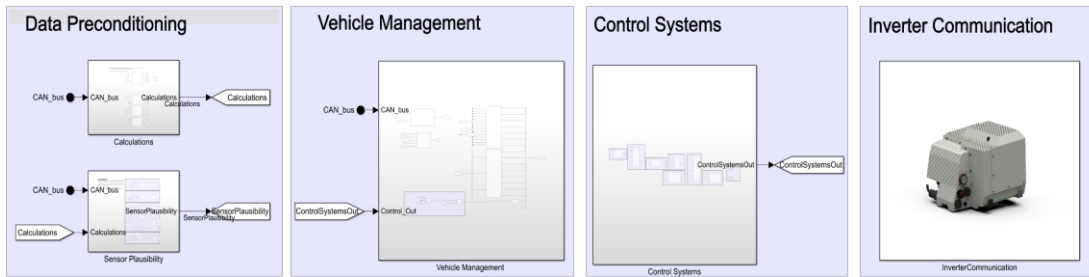 Data Preconditioning
CAN_bus
CAN_bus
Calculations
Calculations
Calculations
Calculations
CAN_bus
CAN_bus
SensorPlausibility
SensorPlausibility
SensorPlausibility
Calculations
Calculations
Sensor Plausibility
Vehicle Management
CAN_bus
CAN_bus
ControlSystemsOut
Control_Out
Vehicle Management
Control Systems
ControlSystemsOut
ControlSystemsOut
Control Systems
Inverter Communication
InverterCommunication